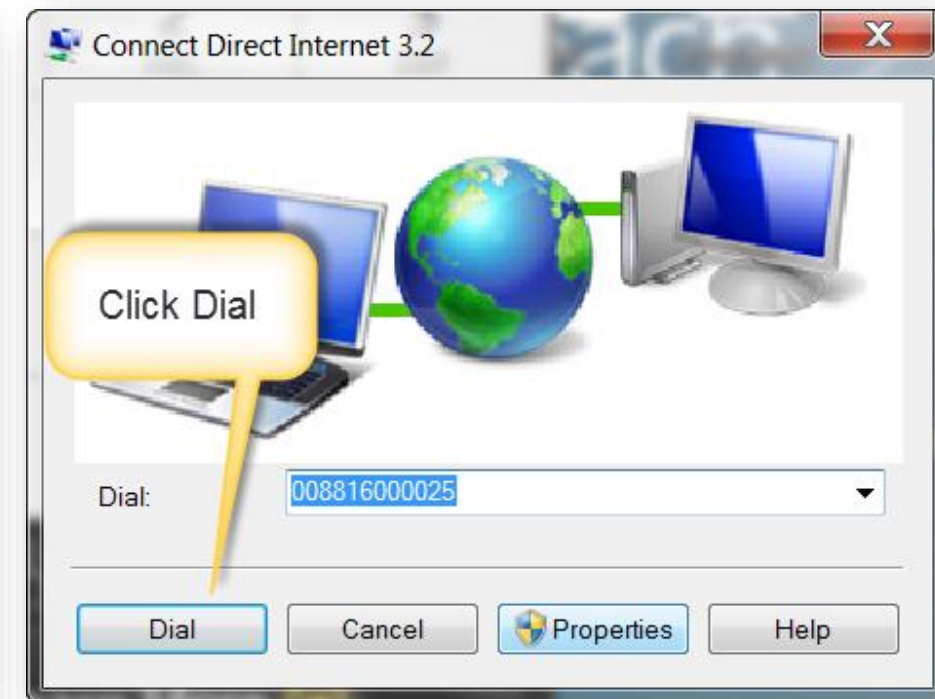 Connect Direct Internet 3.2
Click Dial
Dial:
008816000025
Dial
Cancel
Properties
Help